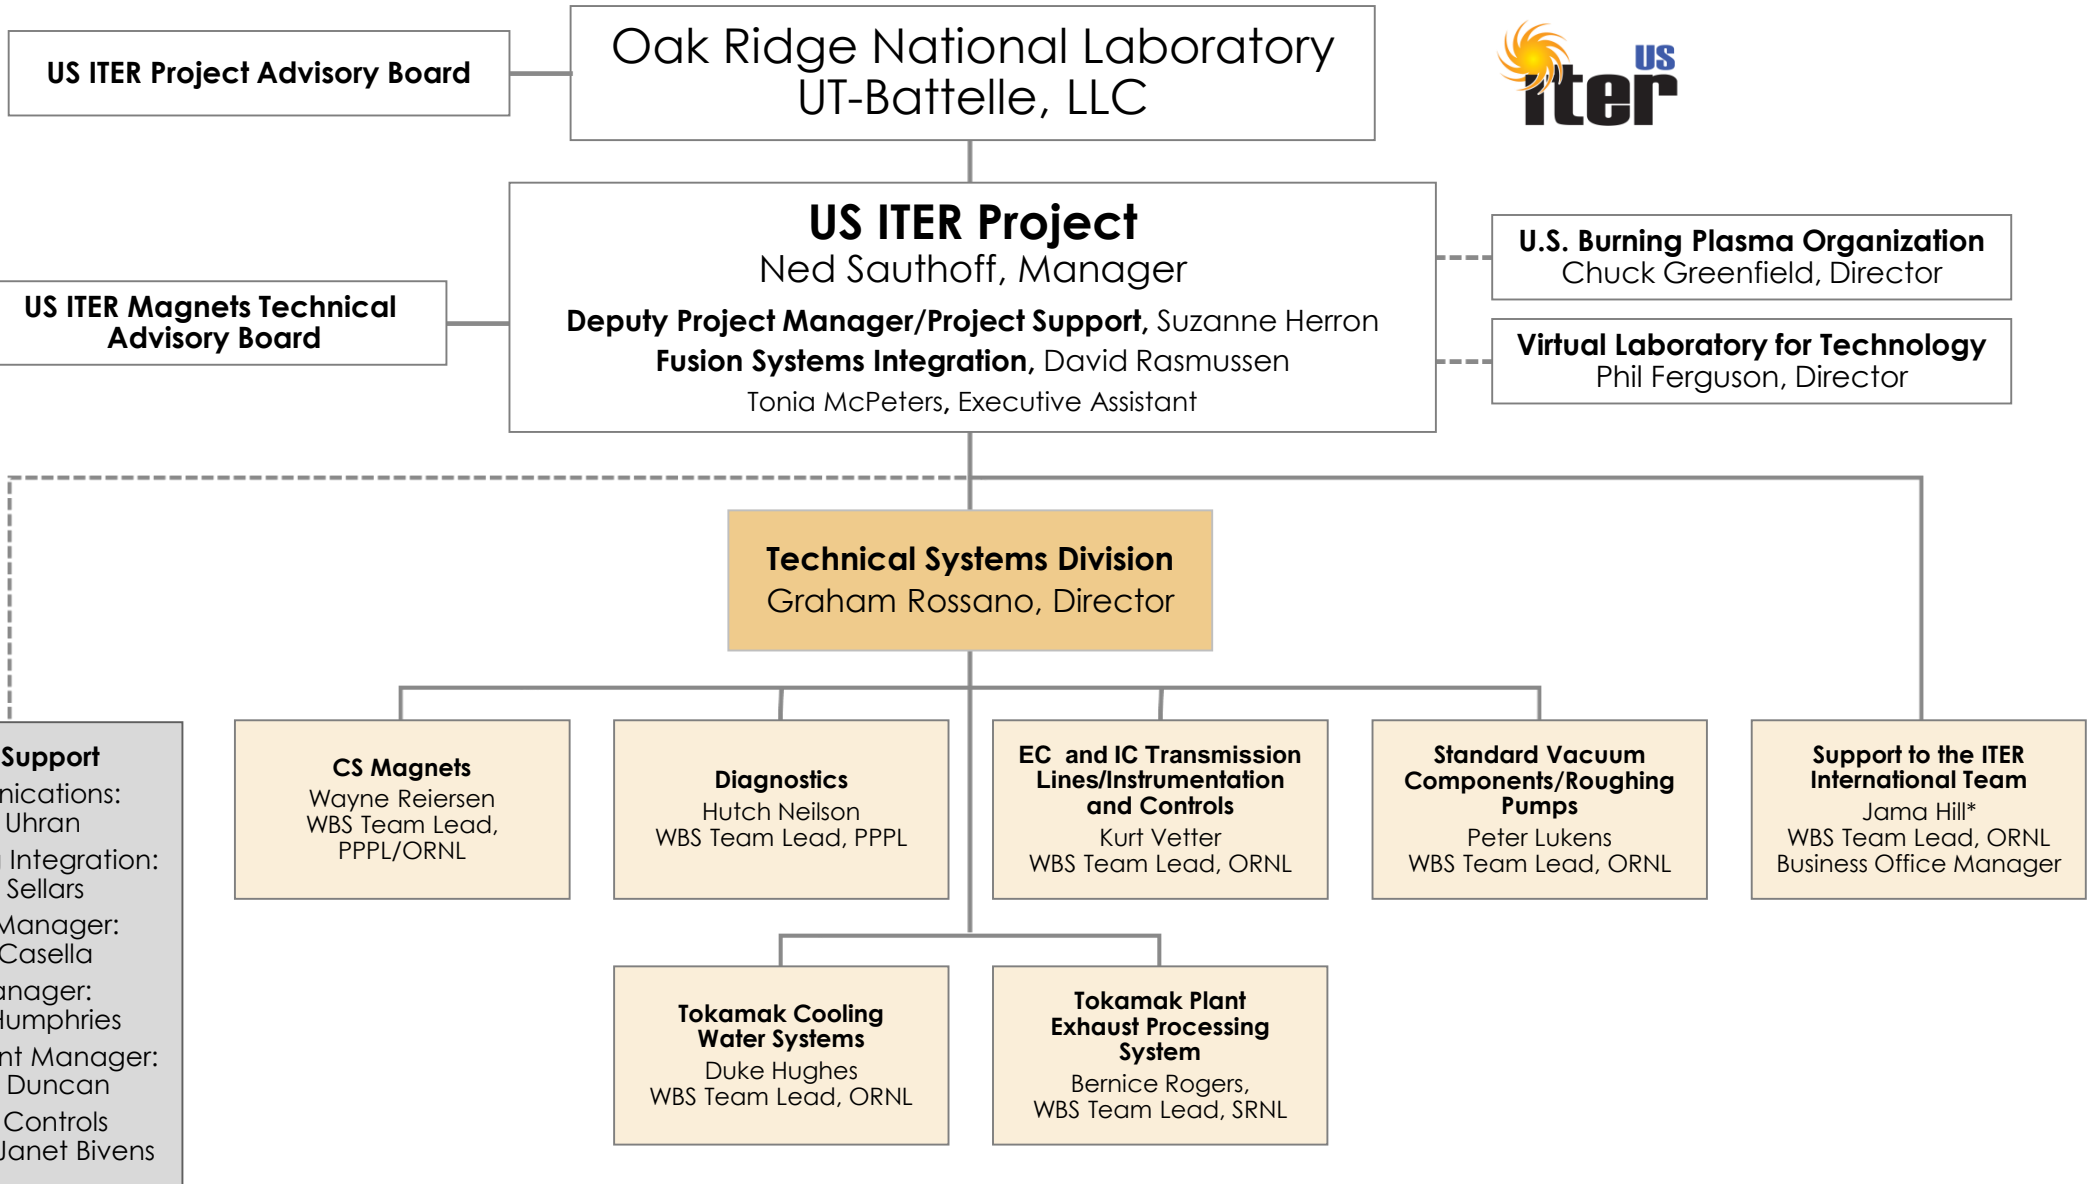 US ITER Project Advisory Board
Oak Ridge National Laboratory
UT-Battelle, LLC
US
iter
US ITER Project
Ned Sauthoff, Manager
Deputy Project Manager/Project Support, Suzanne Herron
Fusion Systems Integration, David Rasmussen
Tonia McPeters, Executive Assistant
US ITER Magnets Technical
Advisory Board
U.S. Burning Plasma Organization
Chuck Greenfield, Director
Virtual Laboratory for Technology
Phil Ferguson, Director
Technical Systems Division
Graham Rossano, Director
Support
nications:
Uhran
Integration:
Sellars
Manager:
Casella
anager:
Humphries
nt Manager:
Duncan
Controls
Janet Bivens
CS Magnets
Wayne Reiersen
WBS Team Lead,
PPPL/ORNL
Diagnostics
Hutch Neilson
WBS Team Lead, PPPL
EC and IC Transmission
Lines/Instrumentation
and Controls
Kurt Vetter
WBS Team Lead, ORNL
Standard Vacuum
Components/Roughing
Pumps
Peter Lukens
WBS Team Lead, ORNL
Support to the ITER
International Team
Jama Hill*
WBS Team Lead, ORNL
Business Office Manager
Tokamak Cooling
Water Systems
Duke Hughes
WBS Team Lead, ORNL
Tokamak Plant
Exhaust Processing
System
Bernice Rogers,
WBS Team Lead, SRNL